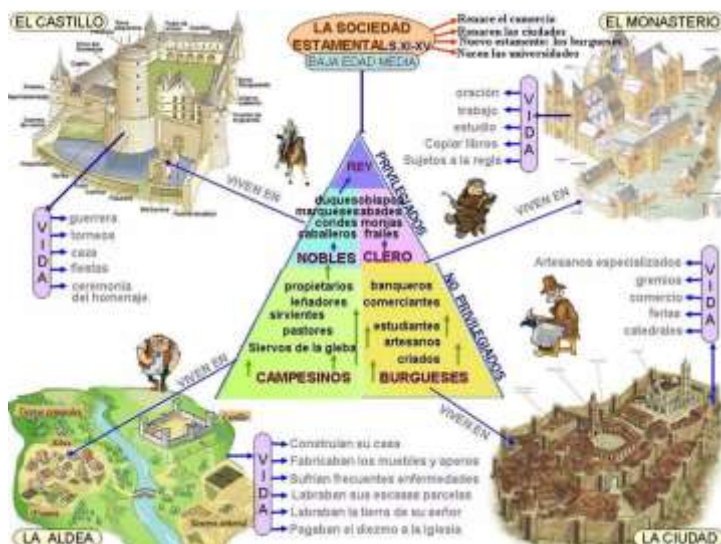 EL CASTILLO
LA SOCIEDAD
ESTAMENTAL S.XI-XV
BAJA EDAD MEDIA
Renace el comercio
Renacen las ciudades
Nuevo estamento: los burgueses
Nacen las universidades
EL MONASTERIO
VIDA
oración
trabajo
estudio
Copiar libros
Sujetos a la regla
VIVEN EN
VIVEN EN
PRIVILEGIADOS
REY
duques obispos
marqueses abades
condes monjas
caballeros frailes
NOBLES CLERO
VIDA
guerrera
torneos
caza
fiestas
ceremonia
del homenaje
NO PRIVILEGIADOS
propietarios
leñadores
sirvientes
pastores
Siervos de la gleba
CAMPESINOS
banqueros
comerciantes
estudiantes
artesanos
criados
BURGUESES
Artesanos especializados
gremios
comercio
ferias
catedrales
VIDA
VIVEN EN
VIVEN EN
Castillo
Aldea
VIDA
Construían su casa
Fabricaban los muebles y aperos
Sufrían frecuentes enfermedades
Labraban sus escasas parcelas
Labraban la tierra de su señor
Pagaban el diezmo a la iglesia
LA ALDEA
LA CIUDAD